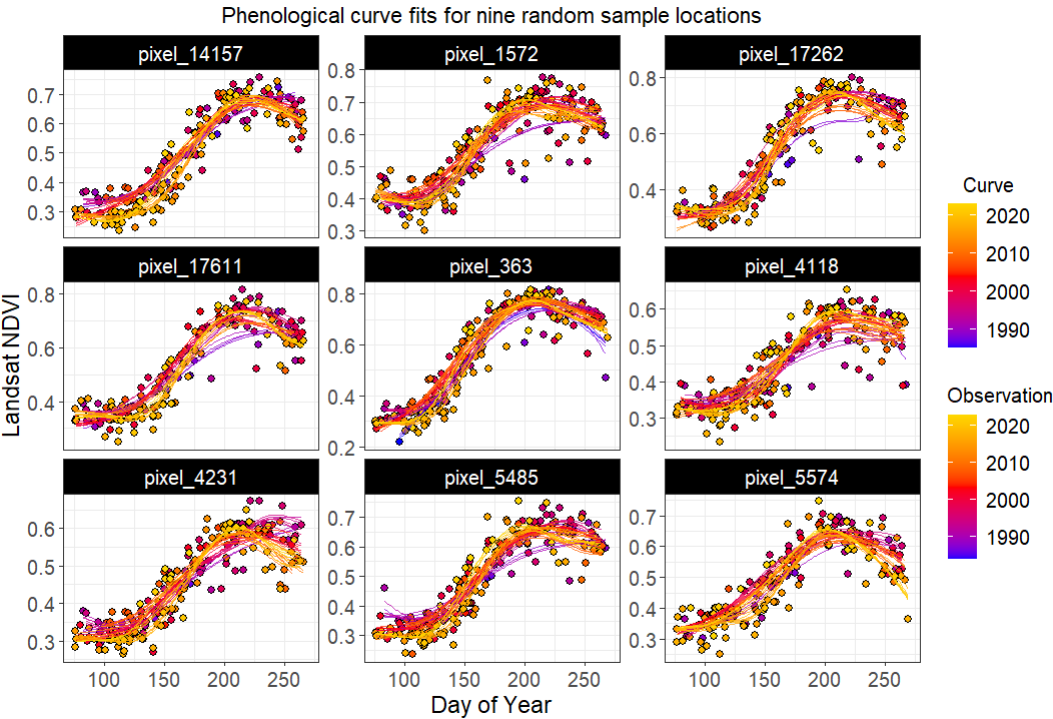 Phenological curve fits for nine random sample locations
pixel_14157
pixel_1572
pixel_17262
0.7
0.6
0.5
0.4
0.3
0.8
0.7
0.6
0.5
0.4
0.3
0.8
0.6
0.4
pixel_17611
pixel_363
pixel_4118
0.8
0.6
0.4
0.8
0.7
0.6
0.5
0.4
0.3
0.2
0.6
0.5
0.4
0.3
pixel_4231
pixel_5485
pixel_5574
0.6
0.5
0.4
0.3
0.7
0.6
0.5
0.4
0.3
0.7
0.6
0.5
0.4
0.3
100 150 200 250
100 150 200 250
100 150 200 250
Day of Year
Landsat NDVI
Curve
2020
2010
2000
1990
Observation
2020
2010
2000
1990